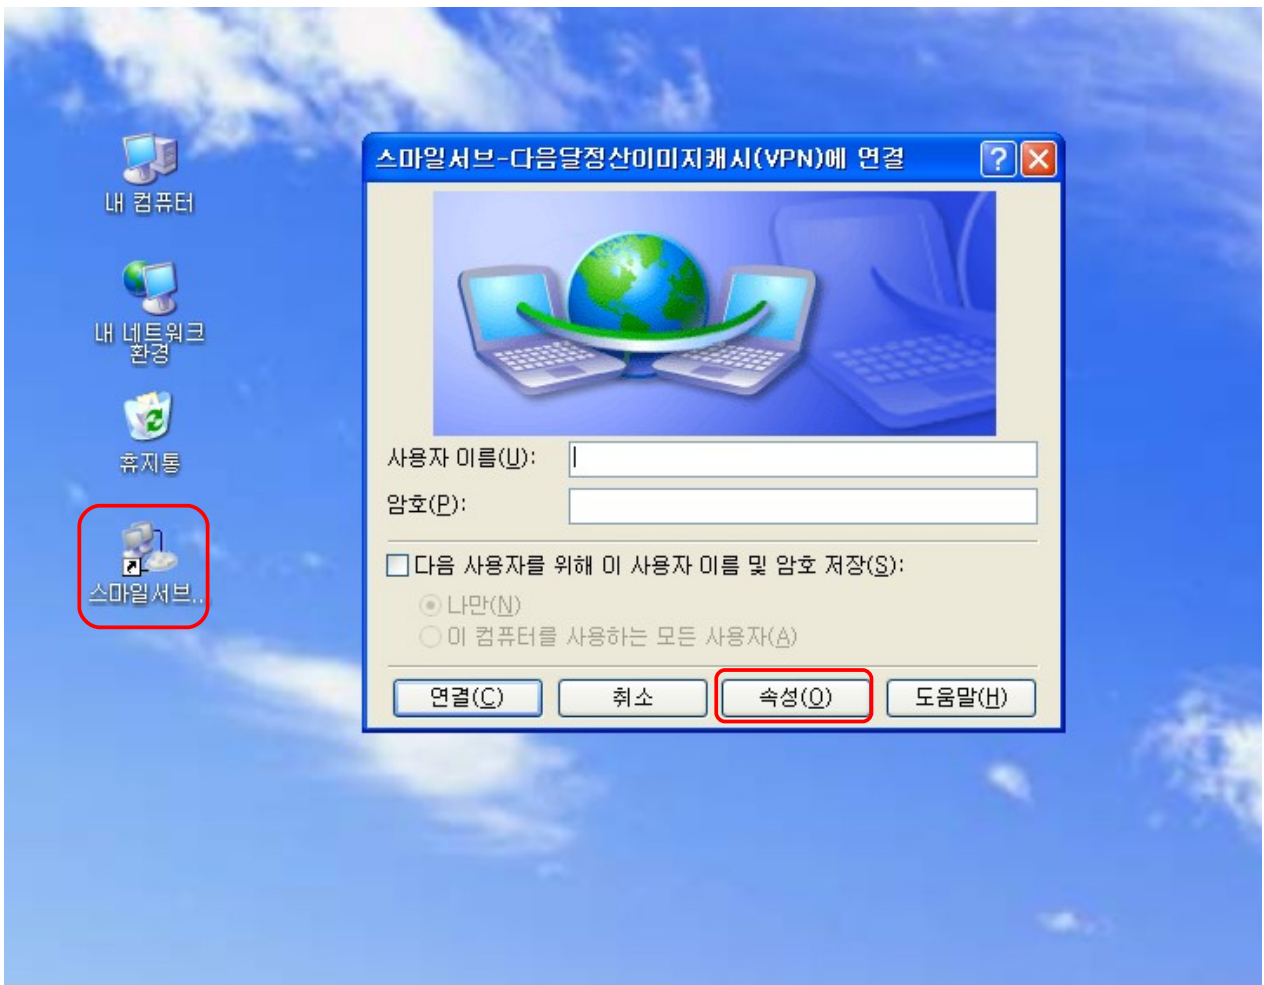 내 컴퓨터
내 네트워크
환경
휴지통
스마일서브..
스마일서브-다음달정산이미지캐시(VPN)에 연결
사용자 이름(U):
암호(P):
다음 사용자를 위해 이 사용자 이름 및 암호 저장(S):
나만(N)
이 컴퓨터를 사용하는 모든 사용자(A)
연결(C) 취소 속성(O) 도움말(H)